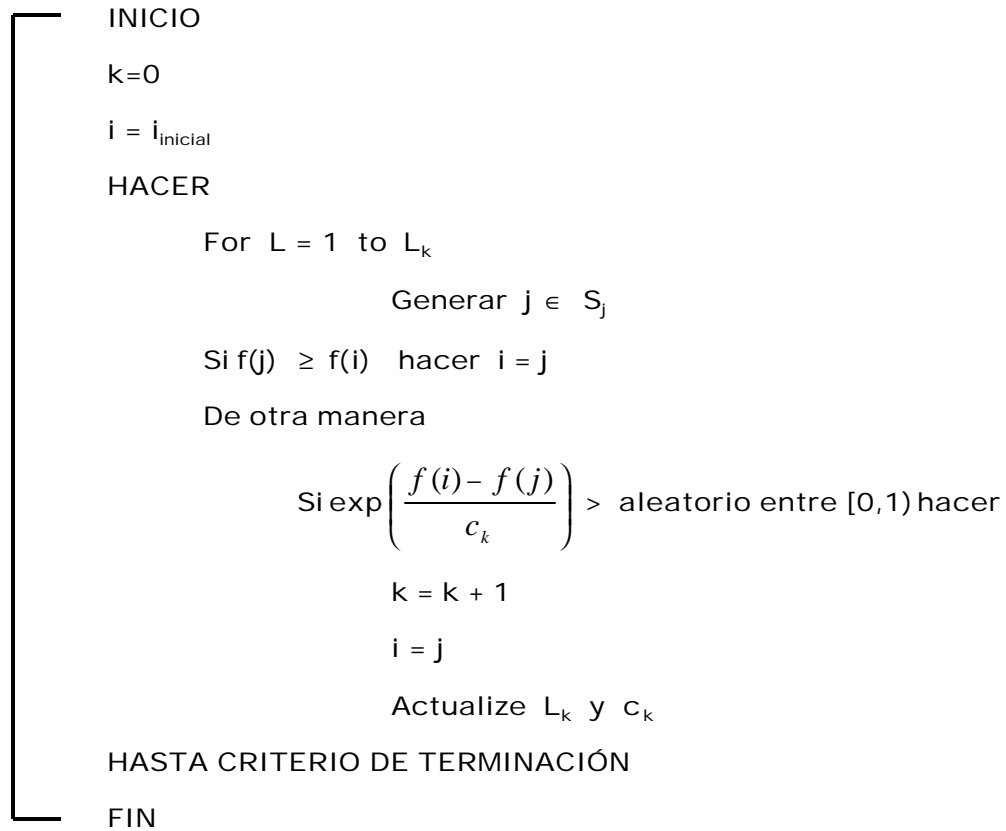 INICIO
k=0
i = i_inicial
HACER
For L = 1 to L_k
Generar j ∈ S_j
Si f(j) ≥ f(i) hacer i = j
De otra manera
Si exp( (f(i) – f(j)) / c_k ) > aleatorio entre [0,1) hacer
k = k + 1
i = j
Actualize L_k y c_k
HASTA CRITERIO DE TERMINACIÓN
FIN